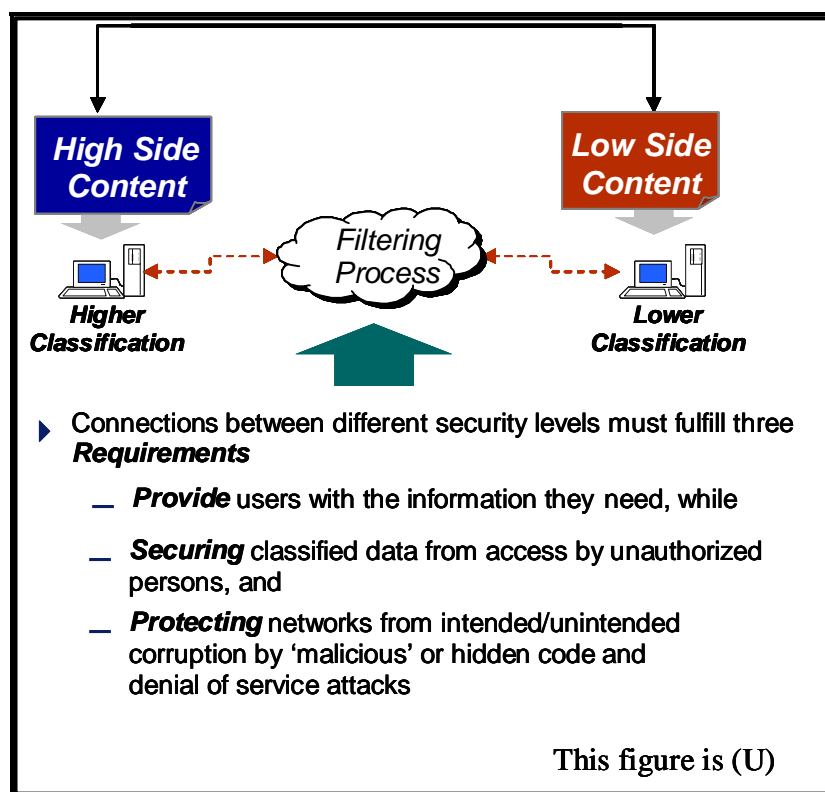 High Side
Content
Low Side
Content
Filtering
Process
Higher
Classification
Lower
Classification
Connections between different security levels must fulfill three
Requirements
Provide users with the information they need, while
Securing classified data from access by unauthorized
persons, and
Protecting networks from intended/unintended
corruption by ‘malicious’ or hidden code and
denial of service attacks
This figure is (U)